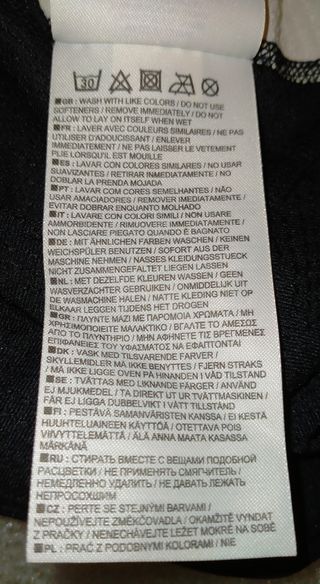 30
GB : WASH WITH LIKE COLORS / DO NOT USE
SOFTENERS / REMOVE IMMEDIATELY / DO NOT
ALLOW TO LAY ON ITSELF WHEN WET
FR : LAVER AVEC COULEURS SIMILAIRES / NE PAS
UTILISER D'ADOUCISSANT / ENLEVER
IMMEDIATEMENT / NE PAS LAISSER LE VETEMENT
PLIE LORSQU'IL EST MOUILLE
ES : LAVAR CON COLORES SIMILARES / NO USAR
SUAVIZANTES / RETIRAR INMEDIATAMENTE / NO
DOBLAR LA PRENDA MOJADA
PT : LAVAR COM CORES SEMELHANTES / NÃO
USAR AMACIADORES / REMOVER IMEDIATAMENTE /
EVITAR DOBRAR ENQUANTO MOLHADO
IT : LAVARE CON COLORI SIMILI / NON USARE
AMMORBIDENTE / RIMUOVERE IMMEDIATAMENTE /
NON LASCIARE PIEGATO QUANDO È BAGNATO
DE : MIT ÄHNLICHEN FARBEN WASCHEN / KEINEN
WEICHSPÜLER BENUTZEN / SOFORT AUS DER
MASCHINE NEHMEN / NASSES KLEIDUNGSSTUECK
NICHT ZUSAMMENGEFALTET LIEGEN LASSEN
NL : MET DEZELFDE KLEUREN WASSEN / GEEN
WASVERZACHTER GEBRUIKEN / ONMIDDELLIJK UIT
DE WASMACHINE HALEN / NATTE KLEDING NIET OP
ELKAAR LEGGEN TIJDENS HET DROGEN
GR : ΠΛΥΝΤΕ ΜΑΖΙ ΜΕ ΠΑΡΟΜΟΙΑ ΧΡΩΜΑΤΑ / ΜΗ
ΧΡΗΣΙΜΟΠΟΙΕΙΤΕ ΜΑΛΑΚΤΙΚΟ / ΒΓΑΛΤΕ ΤΟ ΑΜΕΣΩΣ
ΑΠΟ ΤΟ ΠΛΥΝΤΗΡΙΟ / ΜΗΝ ΑΦΗΝΕΤΕ ΤΙΣ ΒΡΕΓΜΕΝΕΣ
ΕΠΙΦΑΝΕΙΕΣ ΤΟΥ ΥΦΑΣΜΑΤΟΣ ΝΑ ΕΦΑΠΤΟΝΤΑΙ
DK : VASK MED TILSVARENDE FARVER /
SKYLLEMIDLER MÅ IKKE BENYTTES / FJERN STRAKS
/ MÅ IKKE LIGGE OVEN PÅ HINANDEN I VÅD TILSTAND
SE : TVÄTTAS MED LIKNANDE FÄRGER / ANVÄND
EJ MJUKMEDEL / TA DIREKT UT UR TVÄTTMASKINEN /
FÅR EJ LIGGA DUBBELVIKT I VÅTT TILLSTÅND
FI : PESTÄVÄ SAMANVÄRISTEN KANSSA / EI KESTÄ
HUUHTELUAINEEN KÄYTTÖÄ / OTETTAVA POIS
VIIVYTTELEMÄTTÄ / ÄLÄ ANNA MAATA KASASSA
MÄRKÄNÄ
RU : СТИРАТЬ ВМЕСТЕ С ВЕЩАМИ ПОДОБНОЙ
РАСЦВЕТКИ / НЕ ПРИМЕНЯТЬ СМЯГЧИТЕЛЬ /
НЕМЕДЛЕННО УДАЛИТЬ / НЕ ДАВАТЬ ЛЕЖАТЬ
НЕПРОСОХШИМ
CZ : PERTE SE STEJNÝMI BARVAMI /
NEPOUŽÍVEJTE ZMĚKČOVADLA / OKAMŽITĚ VYNDAT
Z PRAČKY / NENECHÁVEJTE LEŽET MOKRÉ NA SOBĚ
PL : PRAĆ Z PODOBNYMI KOLORAMI / NIE